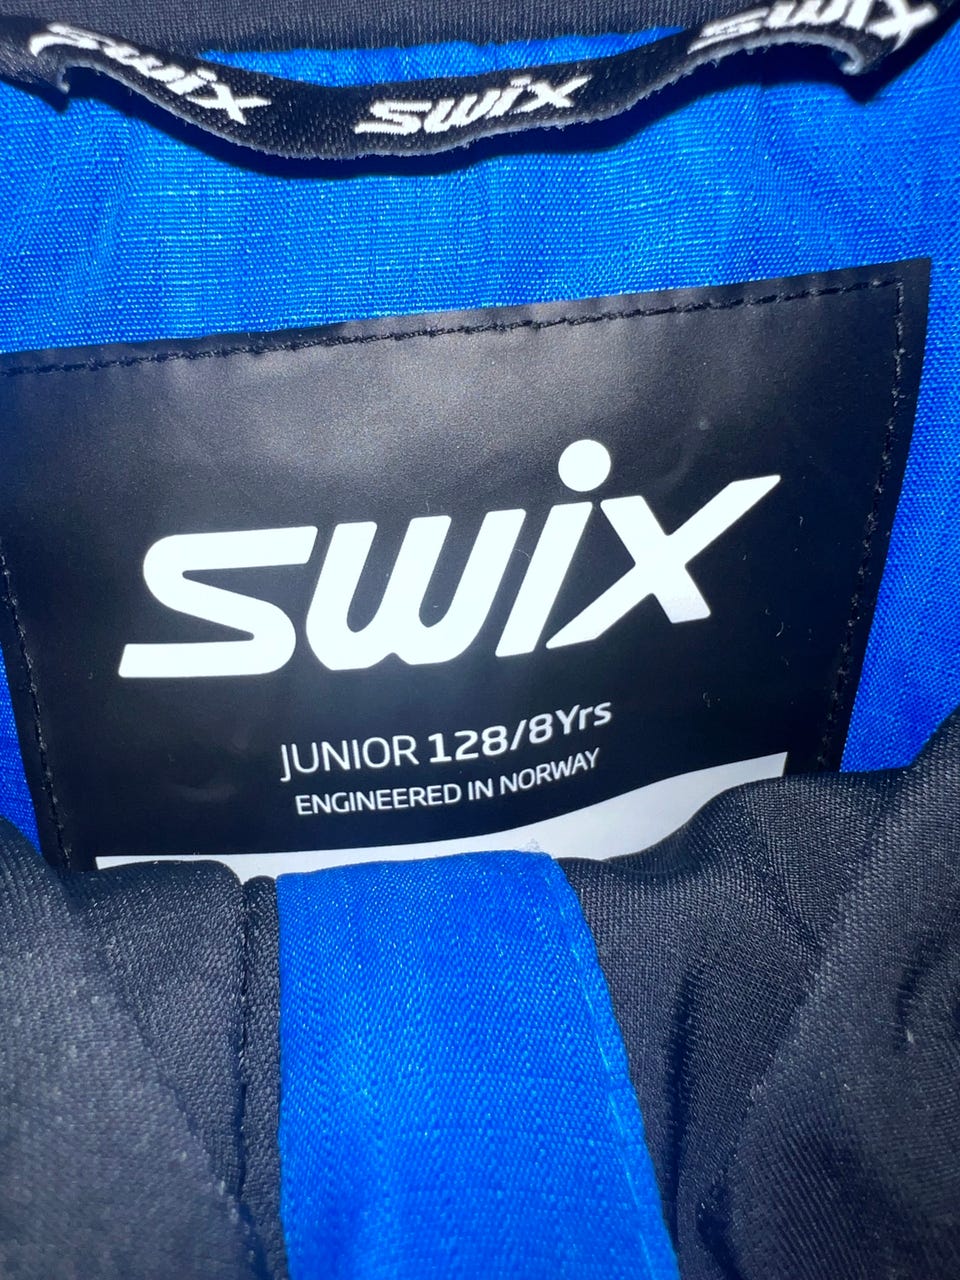 swix swix swix
swix
JUNIOR 128/8Yrs
ENGINEERED IN NORWAY